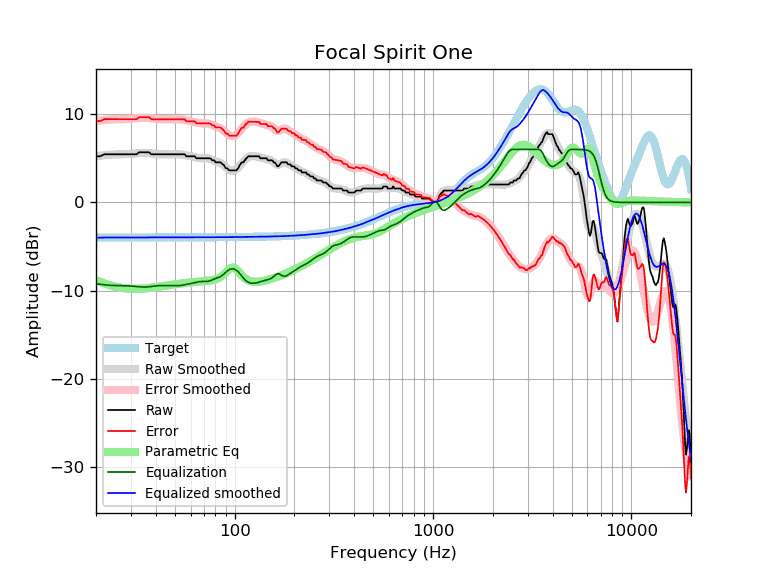 Focal Spirit One
Amplitude (dBr)
10
0
−10
−20
−30
Target
Raw Smoothed
Error Smoothed
Raw
Error
Parametric Eq
Equalization
Equalized smoothed
100
1000
10000
Frequency (Hz)